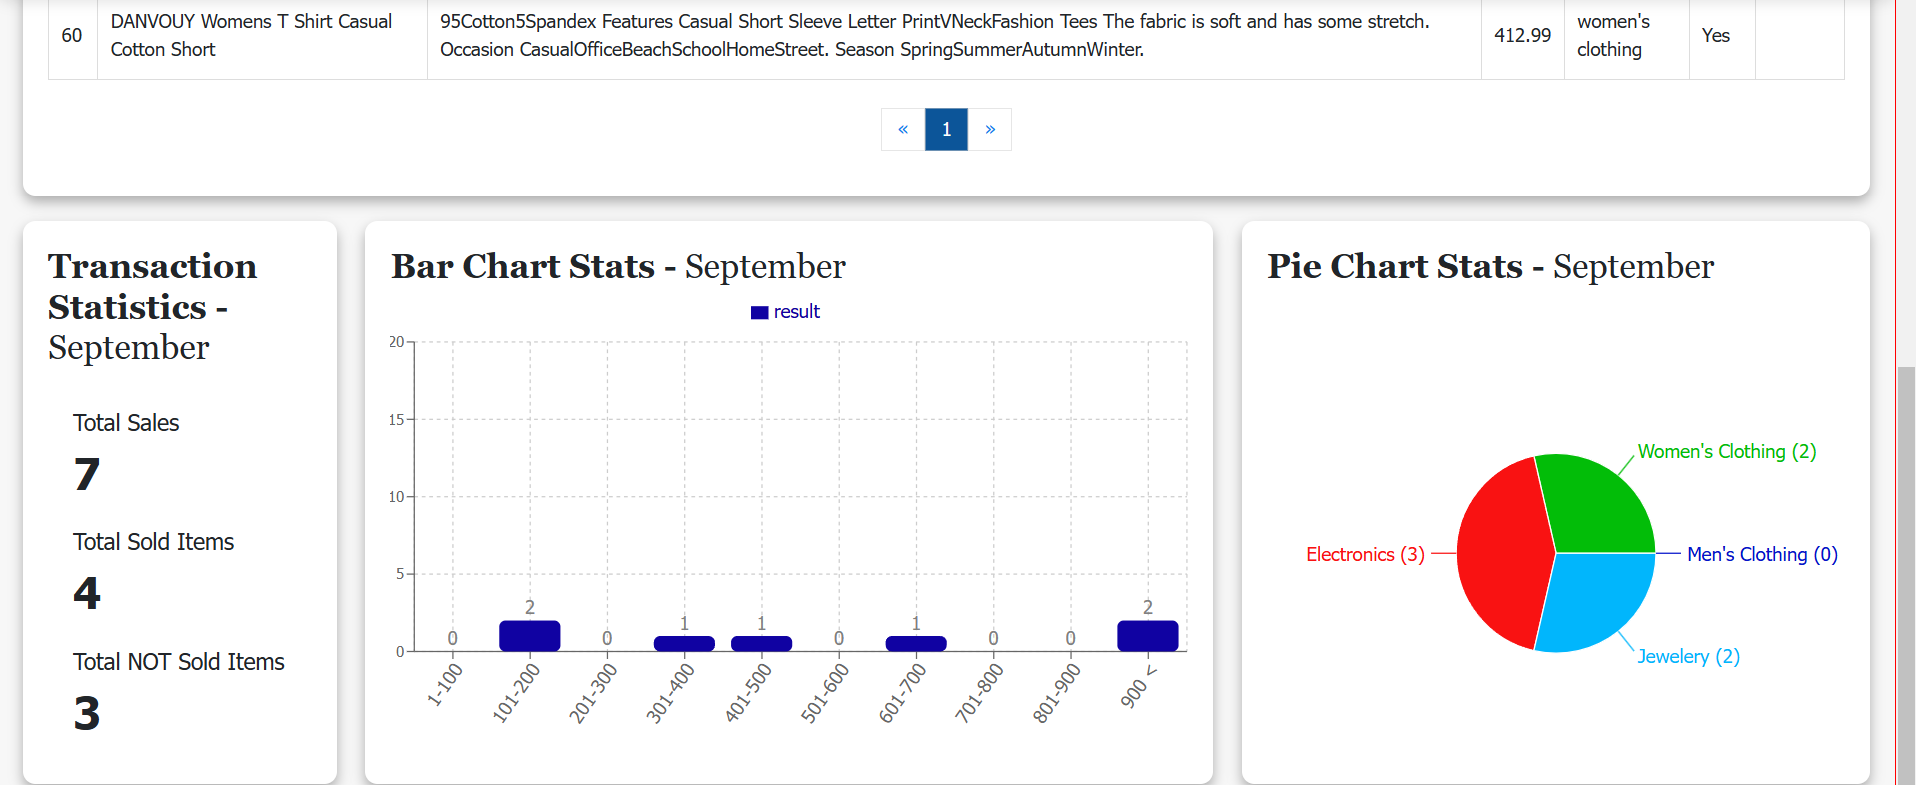 60
DANVOUY Womens T Shirt Casual
Cotton Short
95Cotton5Spandex Features Casual Short Sleeve Letter PrintVNeckFashion Tees The fabric is soft and has some stretch.
Occasion CasualOfficeBeachSchoolHomeStreet. Season SpringSummerAutumnWinter.
412.99
women's
clothing
Yes
« 1 »
Transaction
Statistics -
September
Total Sales
7
Total Sold Items
4
Total NOT Sold Items
3
Bar Chart Stats - September
result
20
15
10
5
0
0 2 0 1 1 0 1 0 0 2
1-100 101-200 201-300 301-400 401-500 501-600 601-700 701-800 801-900 900 <
Pie Chart Stats - September
Women's Clothing (2)
Electronics (3)
Men's Clothing (0)
Jewelery (2)